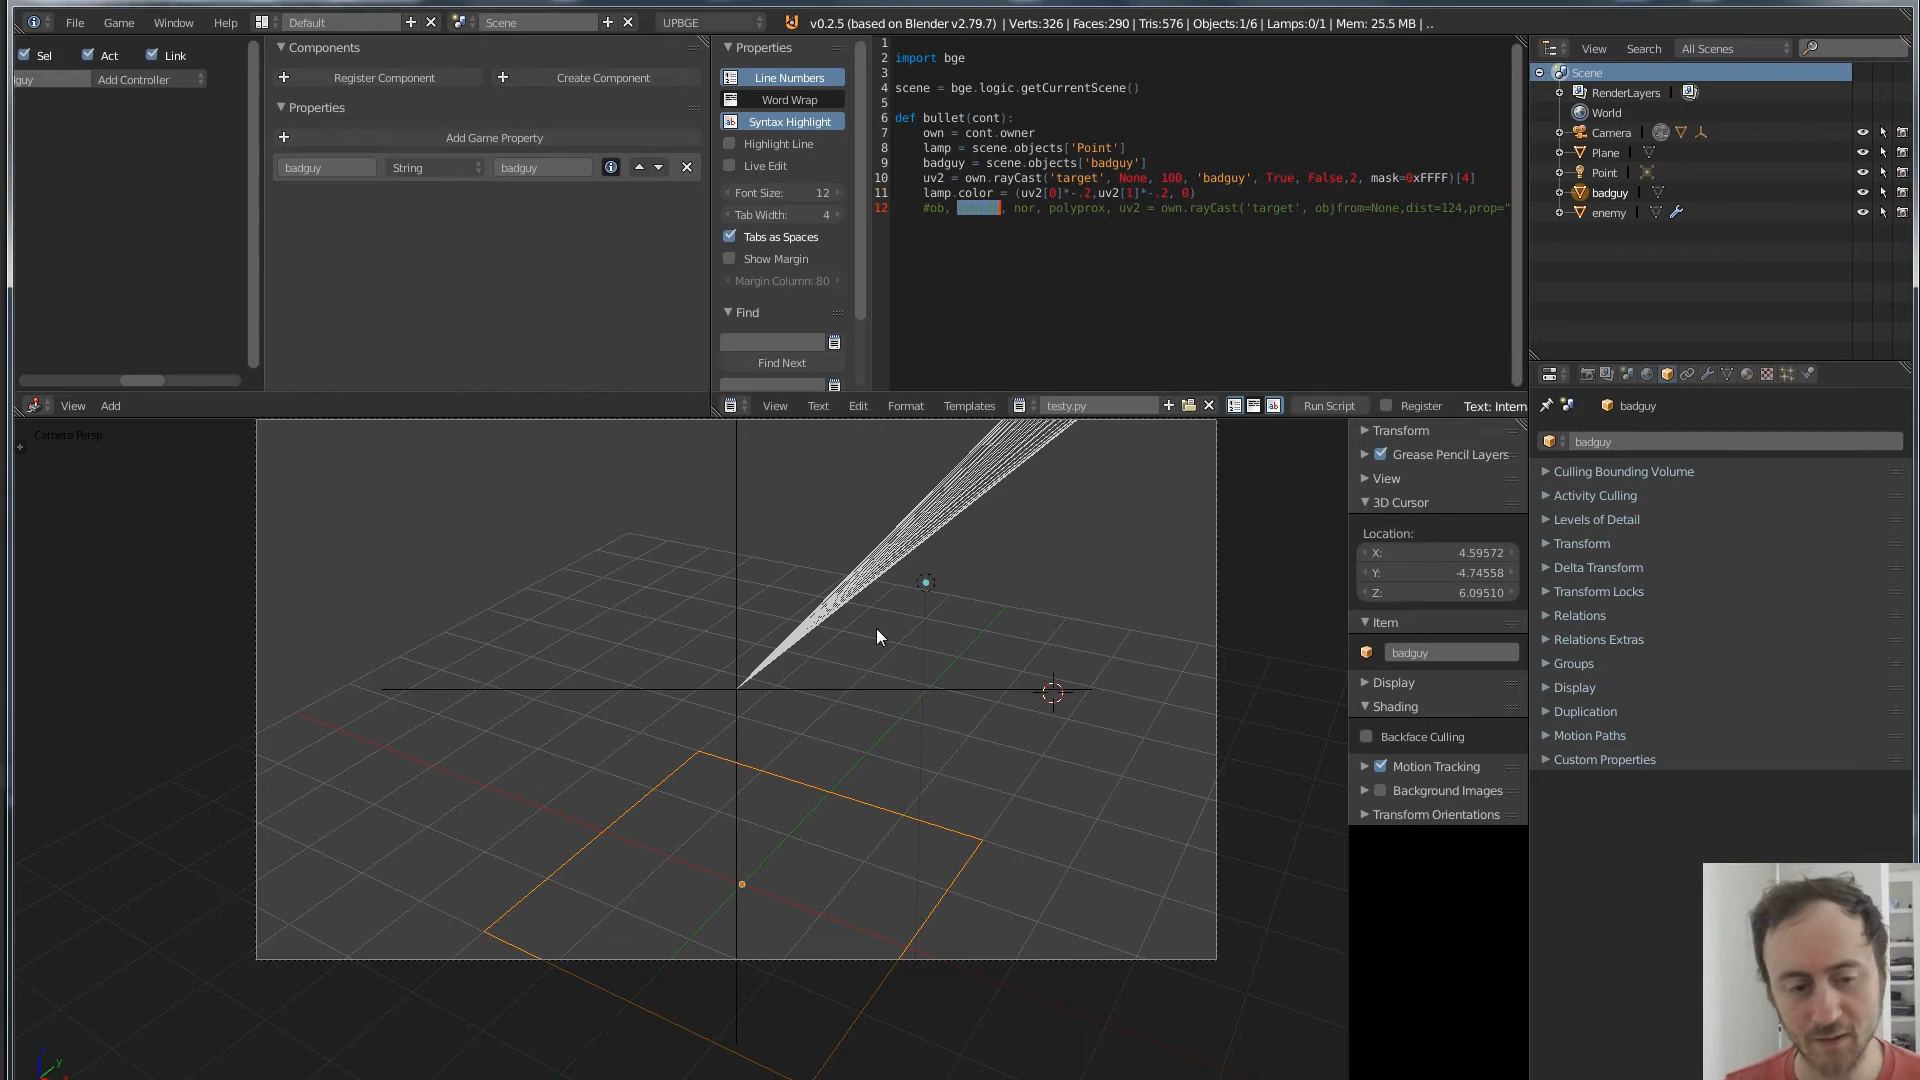 File Game Window Help Default Scene UPBGE v0.2.5 (based on Blender v2.79.7) | Verts:326 | Faces:290 | Tris:576 | Objects:1/6 | Lamps:0/1 | Mem: 25.5 MB | ..
Sel Act Link
guy Add Controller
Components
Register Component Create Component
Properties
Add Game Property
badguy String badguy
View Add
Properties
Line Numbers
Word Wrap
Syntax Highlight
Highlight Line
Live Edit
Font Size: 12
Tab Width: 4
Tabs as Spaces
Show Margin
Margin Column: 80
Find
Find Next
1
2 import bge
3
4 scene = bge.logic.getCurrentScene()
5
6 def bullet(cont):
7 own = cont.owner
8 lamp = scene.objects['Point']
9 badguy = scene.objects['badguy']
10 uv2 = own.rayCast('target', None, 100, 'badguy', True, False,2, mask=0xFFFF)[4]
11 lamp.color = (uv2[0]*-.2,uv2[1]*-.2, 0)
12 #ob, , nor, polyprox, uv2 = own.rayCast('target', objfrom=None,dist=124,prop="
View Text Edit Format Templates testy.py Run Script Register Text: Intern
View Search All Scenes
Scene
RenderLayers
World
Camera
Plane
Point
badguy
enemy
badguy
badguy
Culling Bounding Volume
Activity Culling
Levels of Detail
Transform
Delta Transform
Transform Locks
Relations
Relations Extras
Groups
Display
Duplication
Motion Paths
Custom Properties
Camera Persp
Transform
Grease Pencil Layers
View
3D Cursor
Location:
X: 4.59572
Y: -4.74558
Z: 6.09510
Item
badguy
Display
Shading
Backface Culling
Motion Tracking
Background Images
Transform Orientations
y